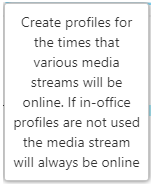 Create profiles for
the times that
various media
streams will be
online. If in-office
profiles are not used
the media stream
will always be online